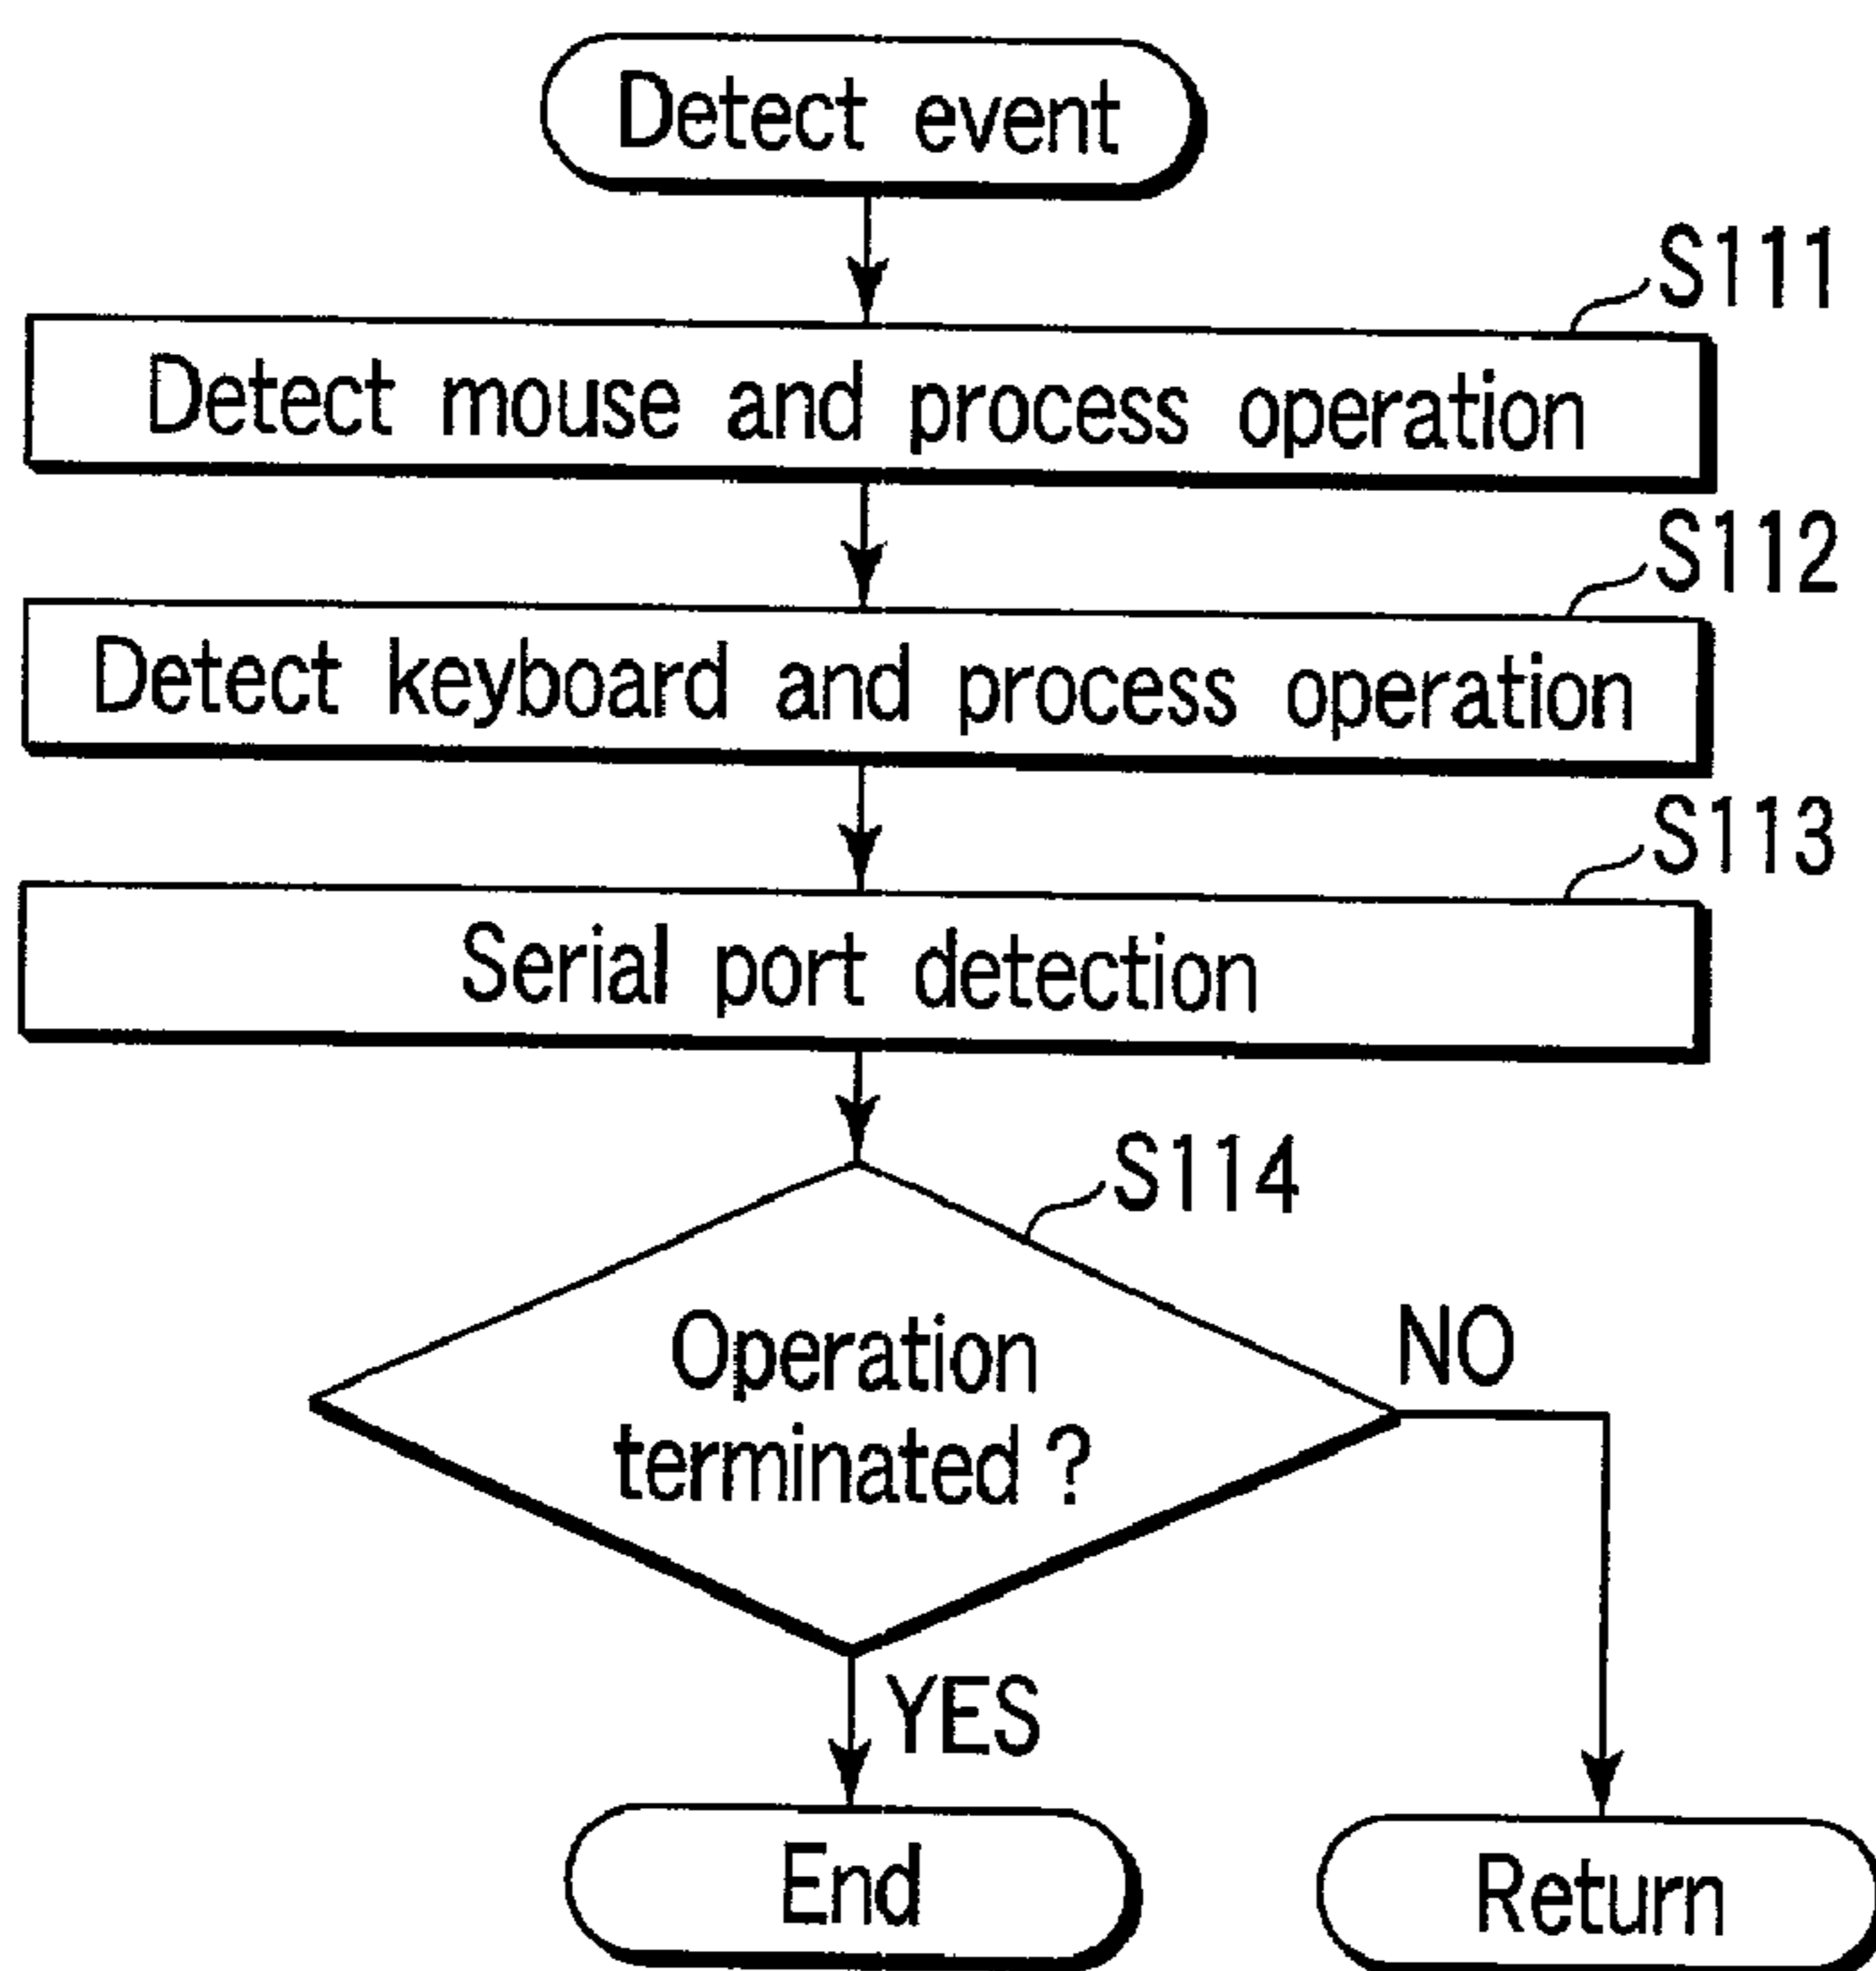 Detect event
S111
Detect mouse and process operation
S112
Detect keyboard and process operation
S113
Serial port detection
S114
Operation
terminated ?
NO
YES
End
Return